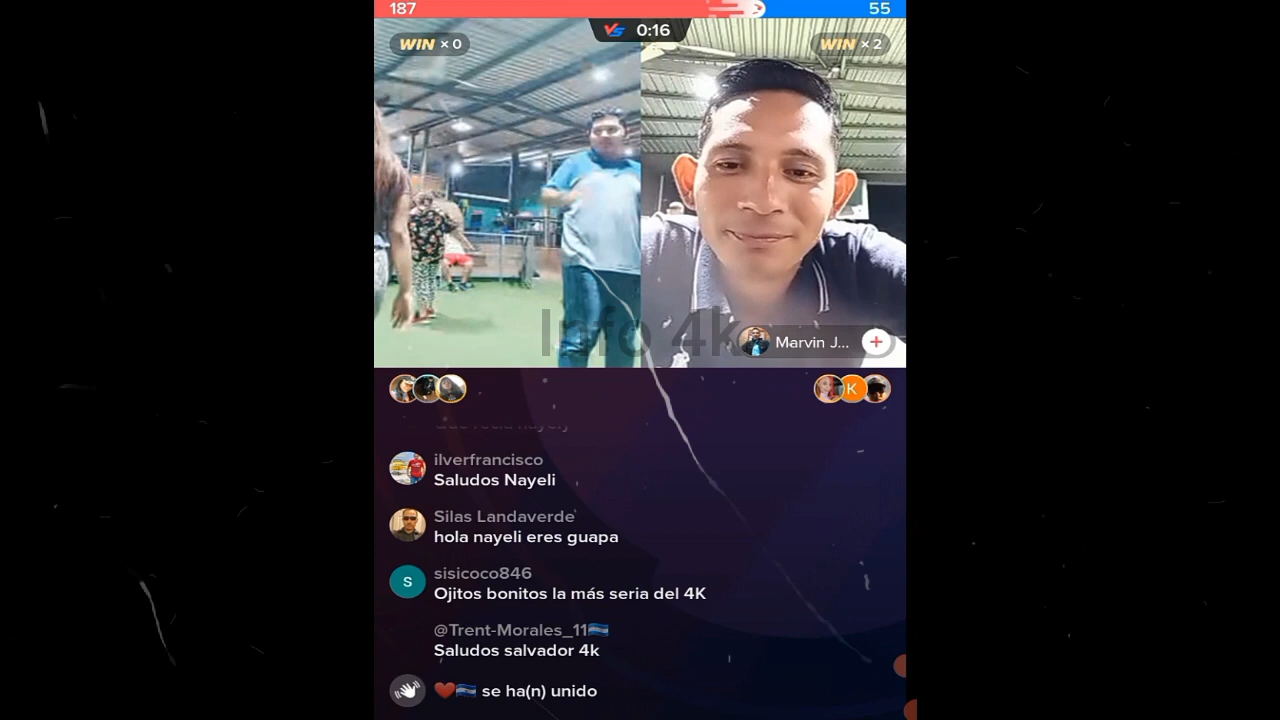 187
55
VS 0:16
WIN × 0
WIN × 2
Info 4k
Marvin J...
K
ilverfrancisco
Saludos Nayeli
Silas Landaverde
hola nayeli eres guapa
S
sisicoco846
Ojitos bonitos la más seria del 4K
@Trent-Morales_11🇭🇳
Saludos salvador 4k
❤️🇭🇳 se ha(n) unido